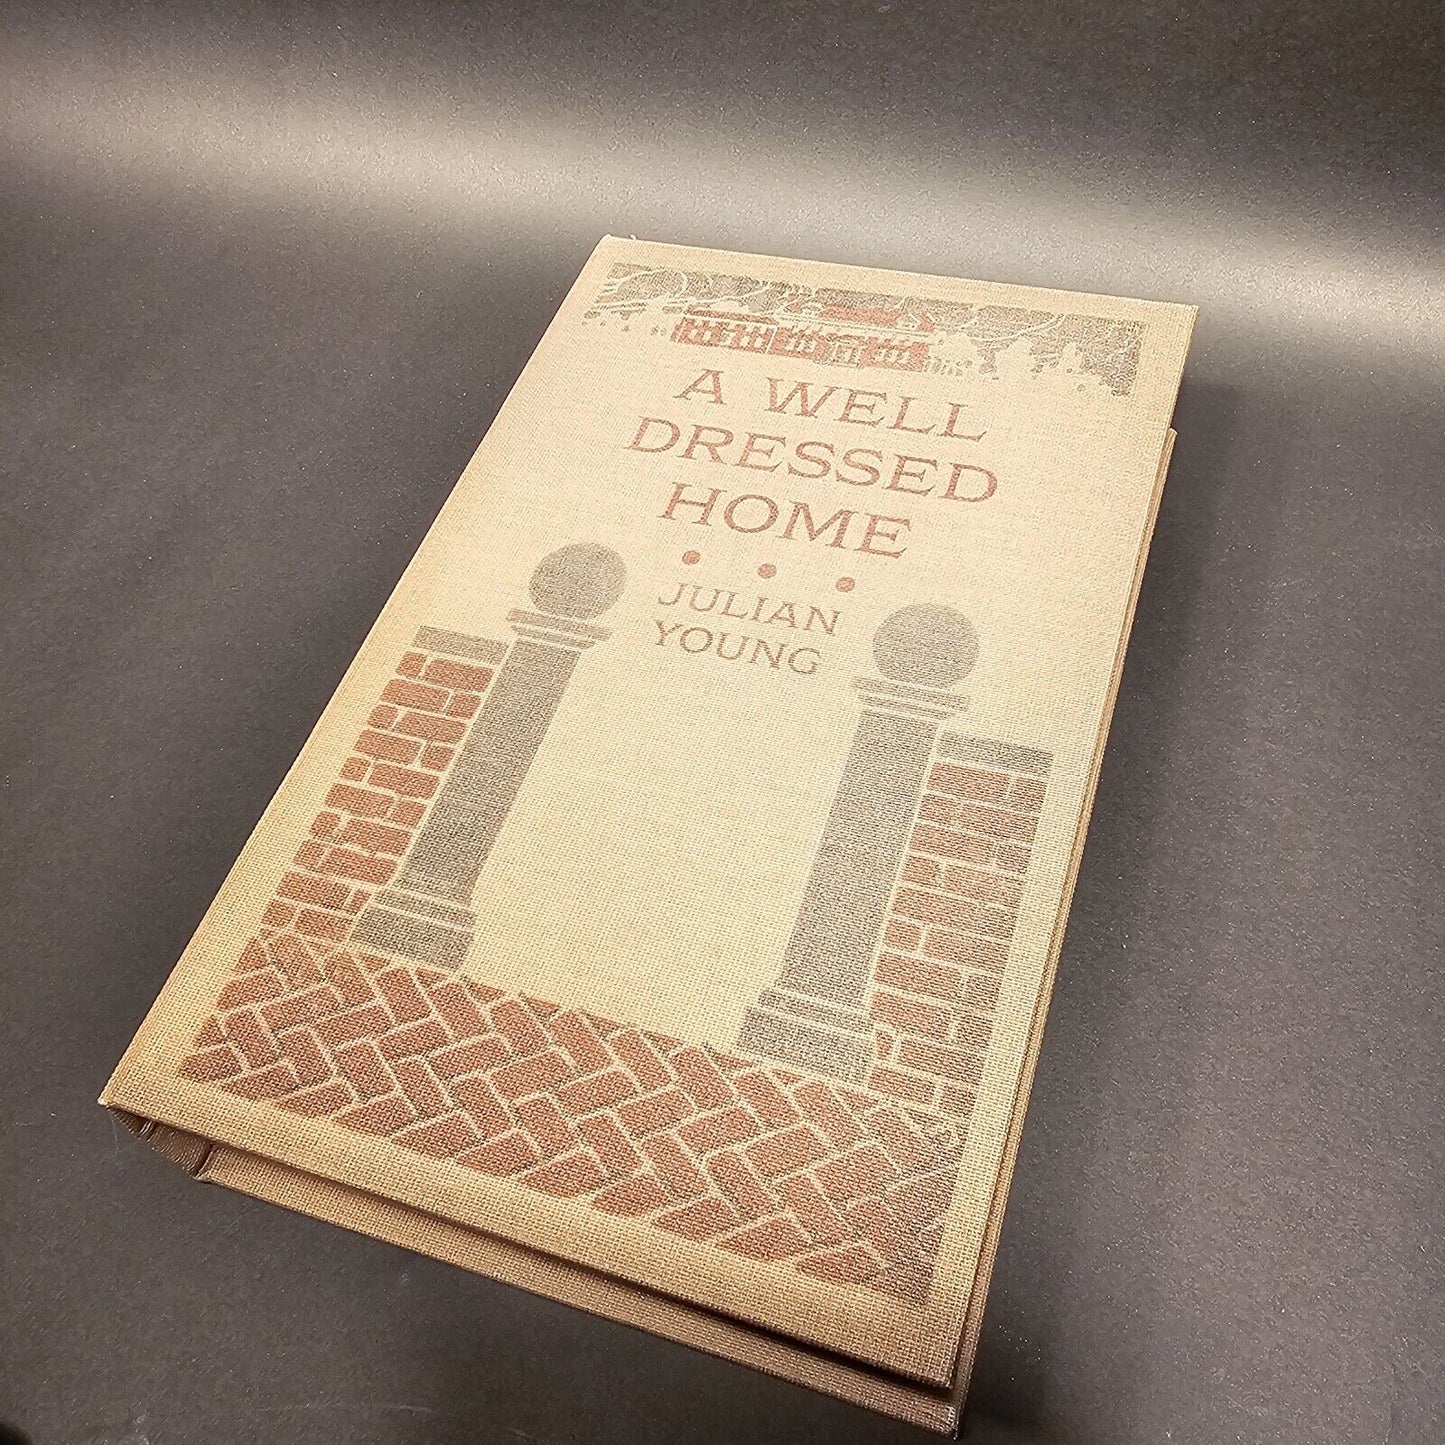 A WELL
DRESSED
HOME
JULIAN
YOUNG